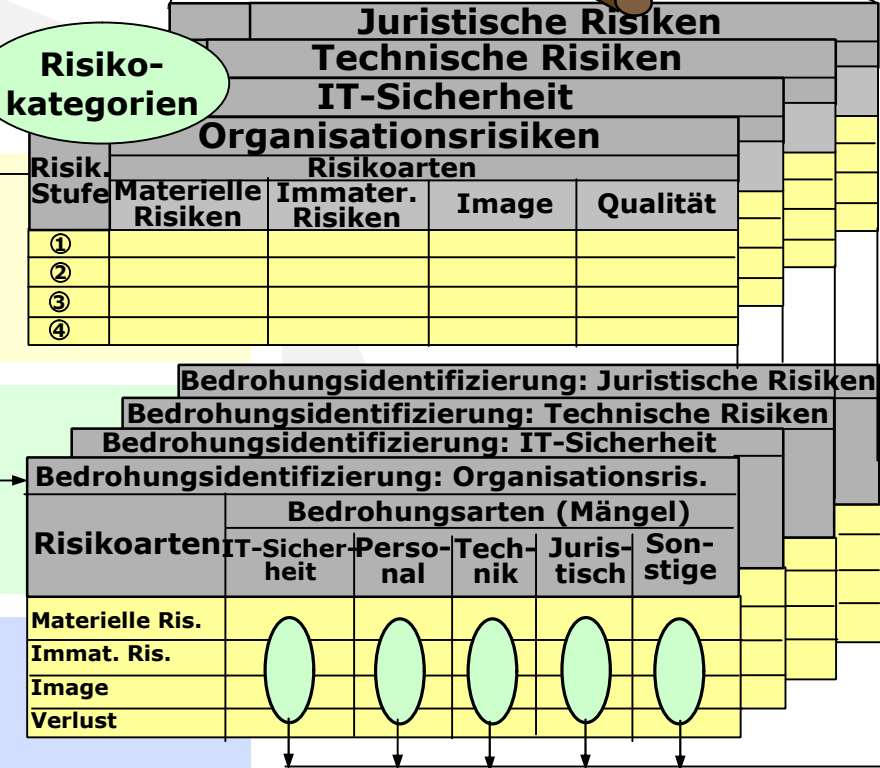 Juristische Risiken
Technische Risiken
Risiko-
kategorien
IT-Sicherheit
Organisationsrisiken
Risikoarten
Risik.
Stufe
Materielle
Risiken
Immater.
Risiken
Image
Qualität
①
②
③
④
Bedrohungsidentifizierung: Juristische Risiken
Bedrohungsidentifizierung: Technische Risiken
Bedrohungsidentifizierung: IT-Sicherheit
Bedrohungsidentifizierung: Organisationsris.
Bedrohungsarten (Mängel)
Risikoarten
IT-Sicher-
heit
Perso-
nal
Tech-
nik
Juris-
tisch
Son-
stige
Materielle Ris.
Immat. Ris.
Image
Verlust